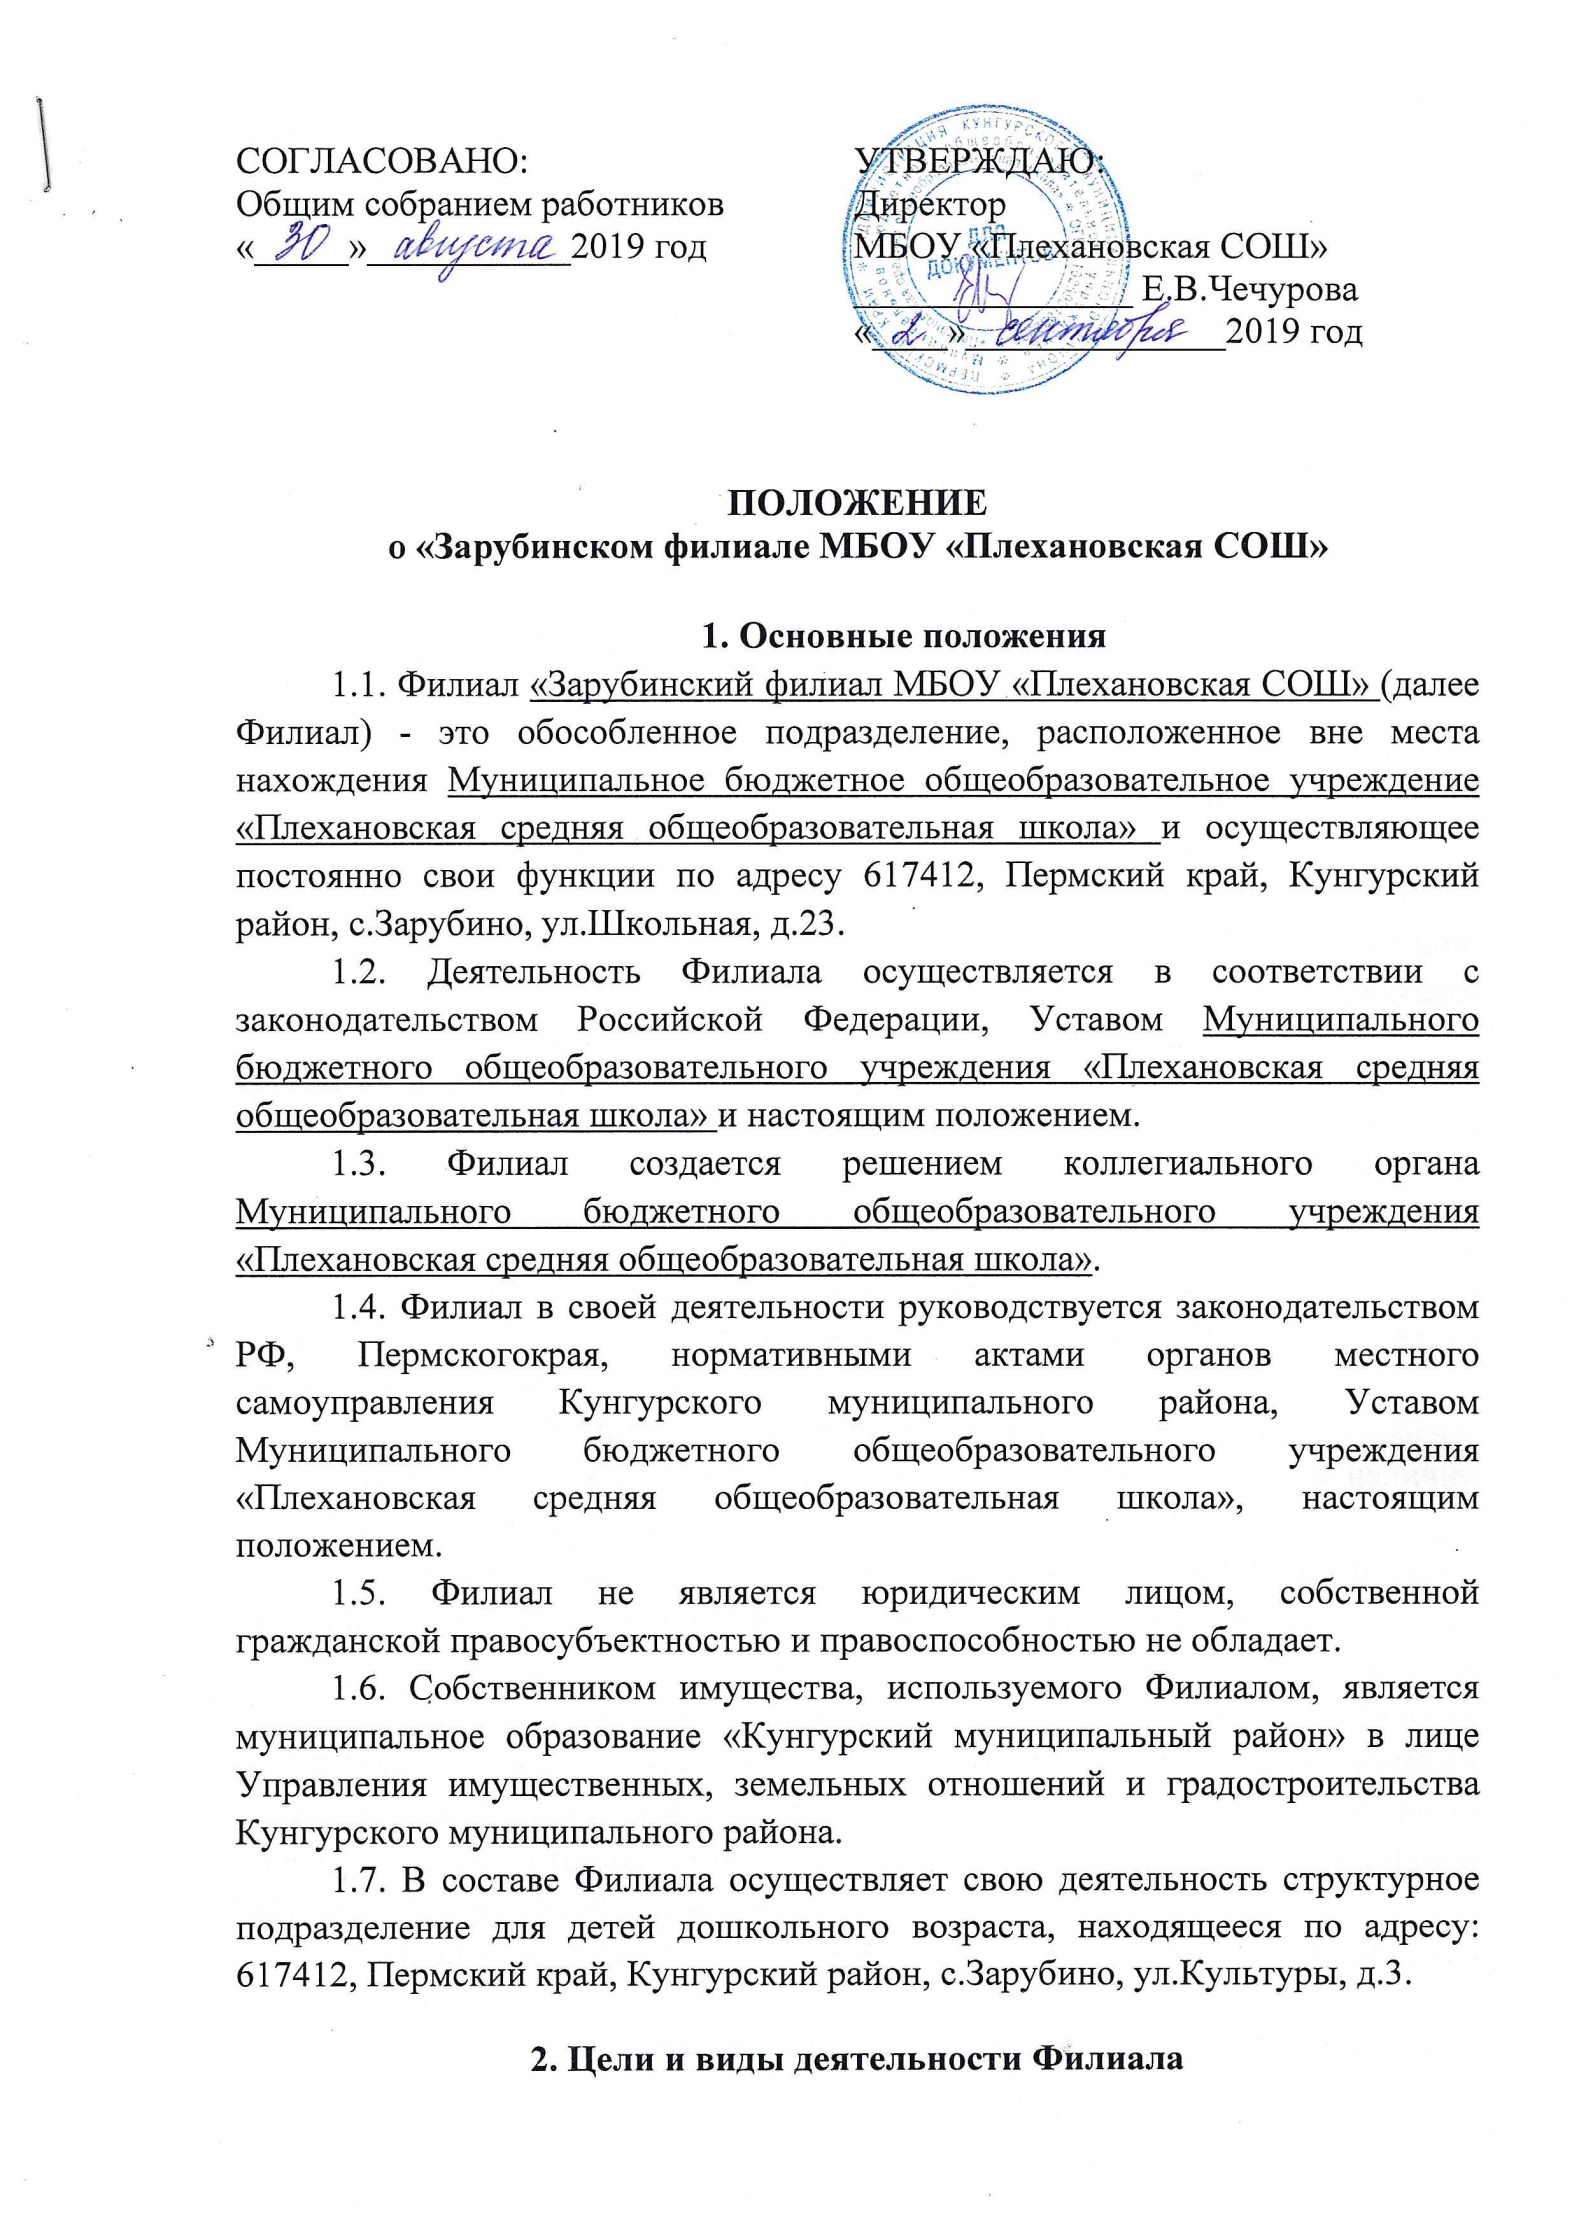 СОГЛАСОВАНО:
Общим собранием работников
« 30 » августа 2019 год
УТВЕРЖДАЮ:
Директор
МБОУ «Плехановская СОШ»
Е.В.Чечурова
« 2 » сентября 2019 год
ДЛЯ
ДОКУМЕНТОВ
ПОЛОЖЕНИЕ
о «Зарубинском филиале МБОУ «Плехановская СОШ»
1. Основные положения
1.1. Филиал «Зарубинский филиал МБОУ «Плехановская СОШ» (далее
Филиал) - это обособленное подразделение, расположенное вне места
нахождения Муниципальное бюджетное общеобразовательное учреждение
«Плехановская средняя общеобразовательная школа» и осуществляющее
постоянно свои функции по адресу 617412, Пермский край, Кунгурский
район, с.Зарубино, ул.Школьная, д.23.
1.2. Деятельность Филиала осуществляется в соответствии с
законодательством Российской Федерации, Уставом Муниципального
бюджетного общеобразовательного учреждения «Плехановская средняя
общеобразовательная школа» и настоящим положением.
1.3. Филиал создается решением коллегиального органа
Муниципального бюджетного общеобразовательного учреждения
«Плехановская средняя общеобразовательная школа».
1.4. Филиал в своей деятельности руководствуется законодательством
РФ, Пермскогокрая, нормативными актами органов местного
самоуправления Кунгурского муниципального района, Уставом
Муниципального бюджетного общеобразовательного учреждения
«Плехановская средняя общеобразовательная школа», настоящим
положением.
1.5. Филиал не является юридическим лицом, собственной
гражданской правосубъектностью и правоспособностью не обладает.
1.6. Собственником имущества, используемого Филиалом, является
муниципальное образование «Кунгурский муниципальный район» в лице
Управления имущественных, земельных отношений и градостроительства
Кунгурского муниципального района.
1.7. В составе Филиала осуществляет свою деятельность структурное
подразделение для детей дошкольного возраста, находящееся по адресу:
617412, Пермский край, Кунгурский район, с.Зарубино, ул.Культуры, д.3.
2. Цели и виды деятельности Филиала